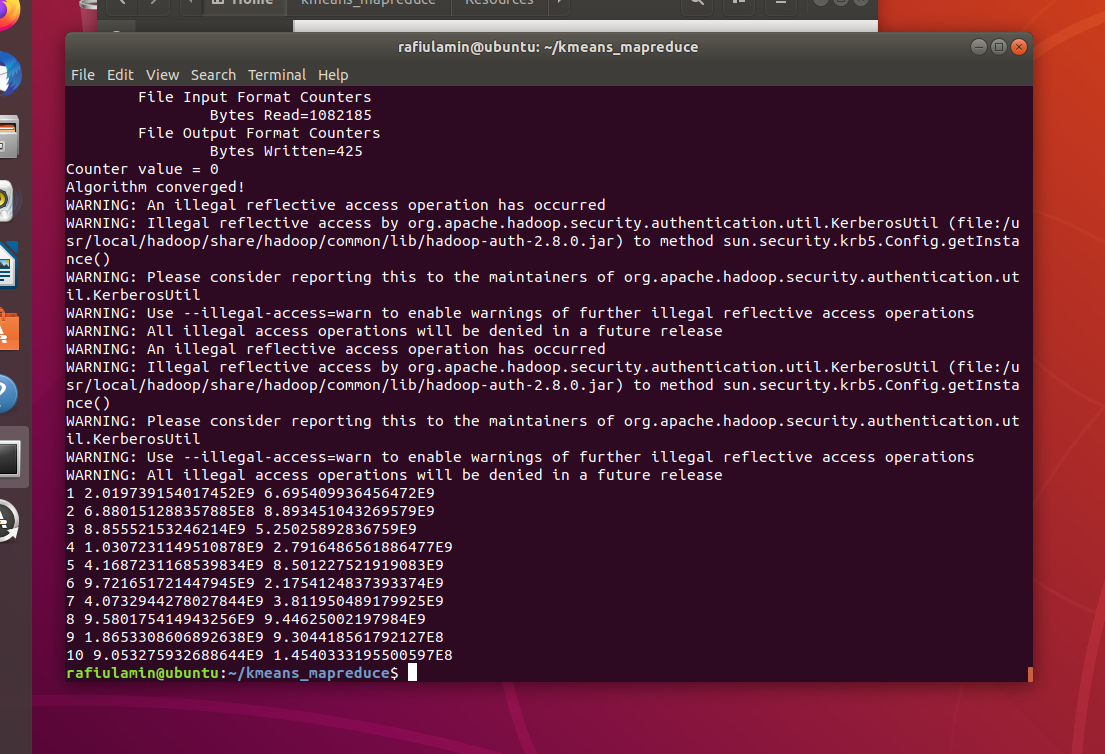 Home kmeans_mapreduce Resources
rafiulamin@ubuntu: ~/kmeans_mapreduce
File Edit View Search Terminal Help
File Input Format Counters
Bytes Read=1082185
File Output Format Counters
Bytes Written=425
Counter value = 0
Algorithm converged!
WARNING: An illegal reflective access operation has occurred
WARNING: Illegal reflective access by org.apache.hadoop.security.authentication.util.KerberosUtil (file:/u
sr/local/hadoop/share/hadoop/common/lib/hadoop-auth-2.8.0.jar) to method sun.security.krb5.Config.getInsta
nce()
WARNING: Please consider reporting this to the maintainers of org.apache.hadoop.security.authentication.ut
il.KerberosUtil
WARNING: Use --illegal-access=warn to enable warnings of further illegal reflective access operations
WARNING: All illegal access operations will be denied in a future release
WARNING: An illegal reflective access operation has occurred
WARNING: Illegal reflective access by org.apache.hadoop.security.authentication.util.KerberosUtil (file:/u
sr/local/hadoop/share/hadoop/common/lib/hadoop-auth-2.8.0.jar) to method sun.security.krb5.Config.getInsta
nce()
WARNING: Please consider reporting this to the maintainers of org.apache.hadoop.security.authentication.ut
il.KerberosUtil
WARNING: Use --illegal-access=warn to enable warnings of further illegal reflective access operations
WARNING: All illegal access operations will be denied in a future release
1 2.019739154017452E9 6.695409936456472E9
2 6.880151288357885E8 8.893451043269579E9
3 8.85552153246214E9 5.25025892836759E9
4 1.0307231149510878E9 2.7916486561886477E9
5 4.1687231168539834E9 8.501227521919083E9
6 9.721651721447945E9 2.1754124837393374E9
7 4.0732944278027844E9 3.811950489179925E9
8 9.580175414943256E9 9.44625002197984E9
9 1.8653308606892638E9 9.304418561792127E8
10 9.053275932688644E9 1.4540333195500597E8
rafiulamin@ubuntu:~/kmeans_mapreduce$